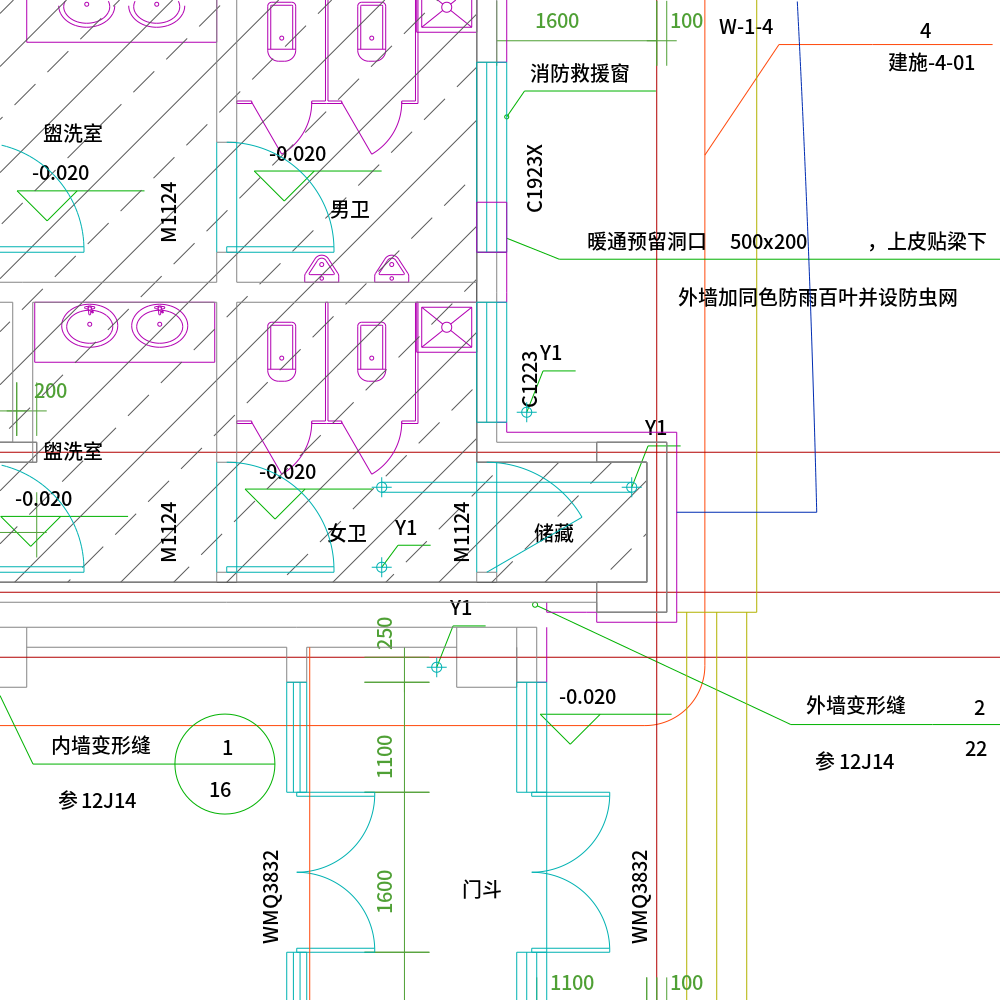 1600
100
W-1-4
4
建施-4-01
消防救援窗
盥洗室
-0.020
-0.020
M1124
C1923X
男卫
暖通预留洞口 500x200 ，上皮贴梁下
外墙加同色防雨百叶并设防虫网
Y1
C1223
200
Y1
盥洗室
-0.020
-0.020
M1124
女卫
Y1
M1124
储藏
Y1
250
-0.020
外墙变形缝
2
内墙变形缝
1
1100
22
参 12J14
参 12J14
16
WMQ3832
1600
门斗
WMQ3832
1100
100